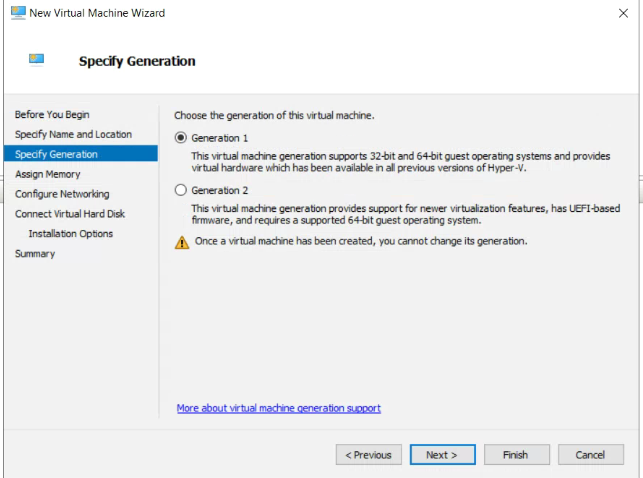 New Virtual Machine Wizard
Specify Generation
Before You Begin
Specify Name and Location
Specify Generation
Assign Memory
Configure Networking
Connect Virtual Hard Disk
Installation Options
Summary
Choose the generation of this virtual machine.
Generation 1
This virtual machine generation supports 32-bit and 64-bit guest operating systems and provides
virtual hardware which has been available in all previous versions of Hyper-V.
Generation 2
This virtual machine generation provides support for newer virtualization features, has UEFI-based
firmware, and requires a supported 64-bit guest operating system.
Once a virtual machine has been created, you cannot change its generation.
More about virtual machine generation support
< Previous
Next >
Finish
Cancel